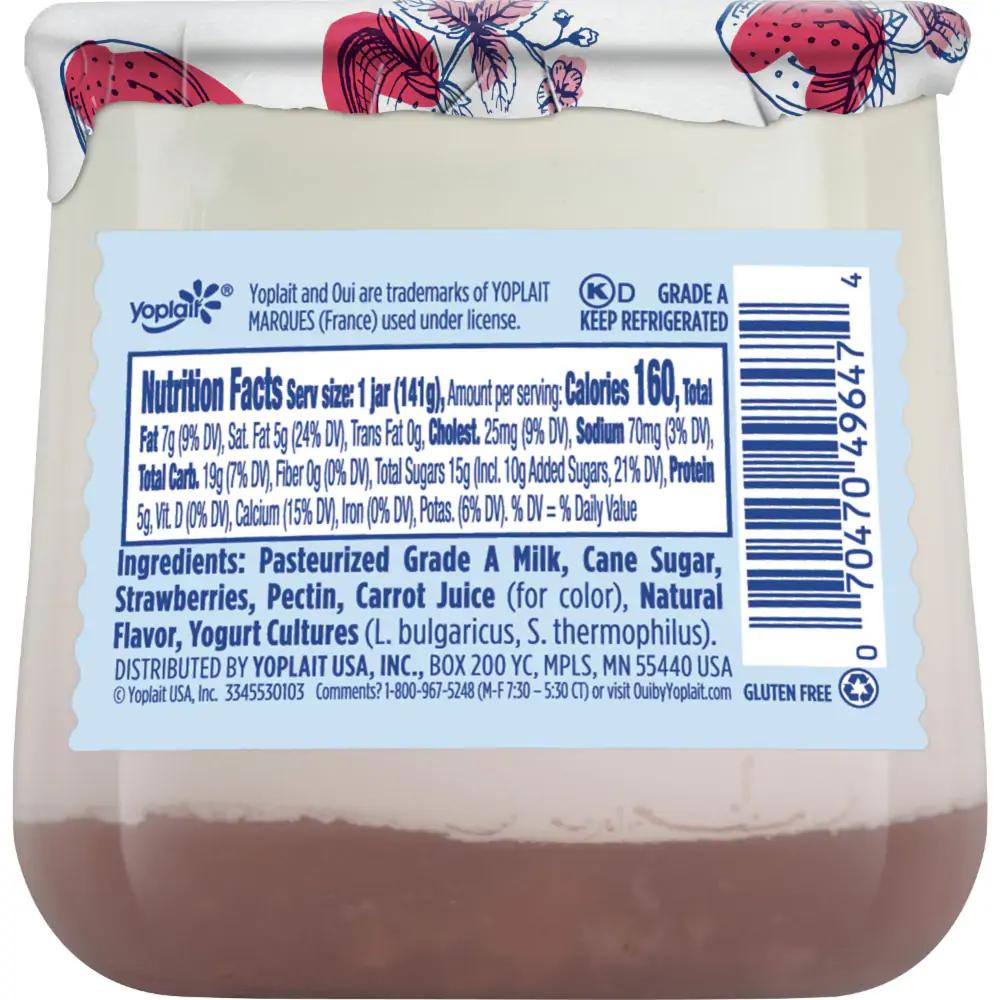 Yoplait®
Yoplait and Oui are trademarks of YOPLAIT
MARQUES (France) used under license.
K D GRADE A
KEEP REFRIGERATED
Nutrition Facts Serv size: 1 jar (141g), Amount per serving: Calories 160, Total
Fat 7g (9% DV), Sat. Fat 5g (24% DV), Trans Fat 0g, Cholest. 25mg (9% DV), Sodium 70mg (3% DV),
Total Carb. 19g (7% DV), Fiber 0g (0% DV), Total Sugars 15g (Incl. 10g Added Sugars, 21% DV), Protein
5g, Vit. D (0% DV), Calcium (15% DV), Iron (0% DV), Potas. (6% DV). % DV = % Daily Value
Ingredients: Pasteurized Grade A Milk, Cane Sugar,
Strawberries, Pectin, Carrot Juice (for color), Natural
Flavor, Yogurt Cultures (L. bulgaricus, S. thermophilus).
DISTRIBUTED BY YOPLAIT USA, INC., BOX 200 YC, MPLS, MN 55440 USA
© Yoplait USA, Inc. 3345530103 Comments? 1-800-967-5248 (M-F 7:30 – 5:30 CT) or visit OuibyYoplait.com
GLUTEN FREE
0 70470 49647 4